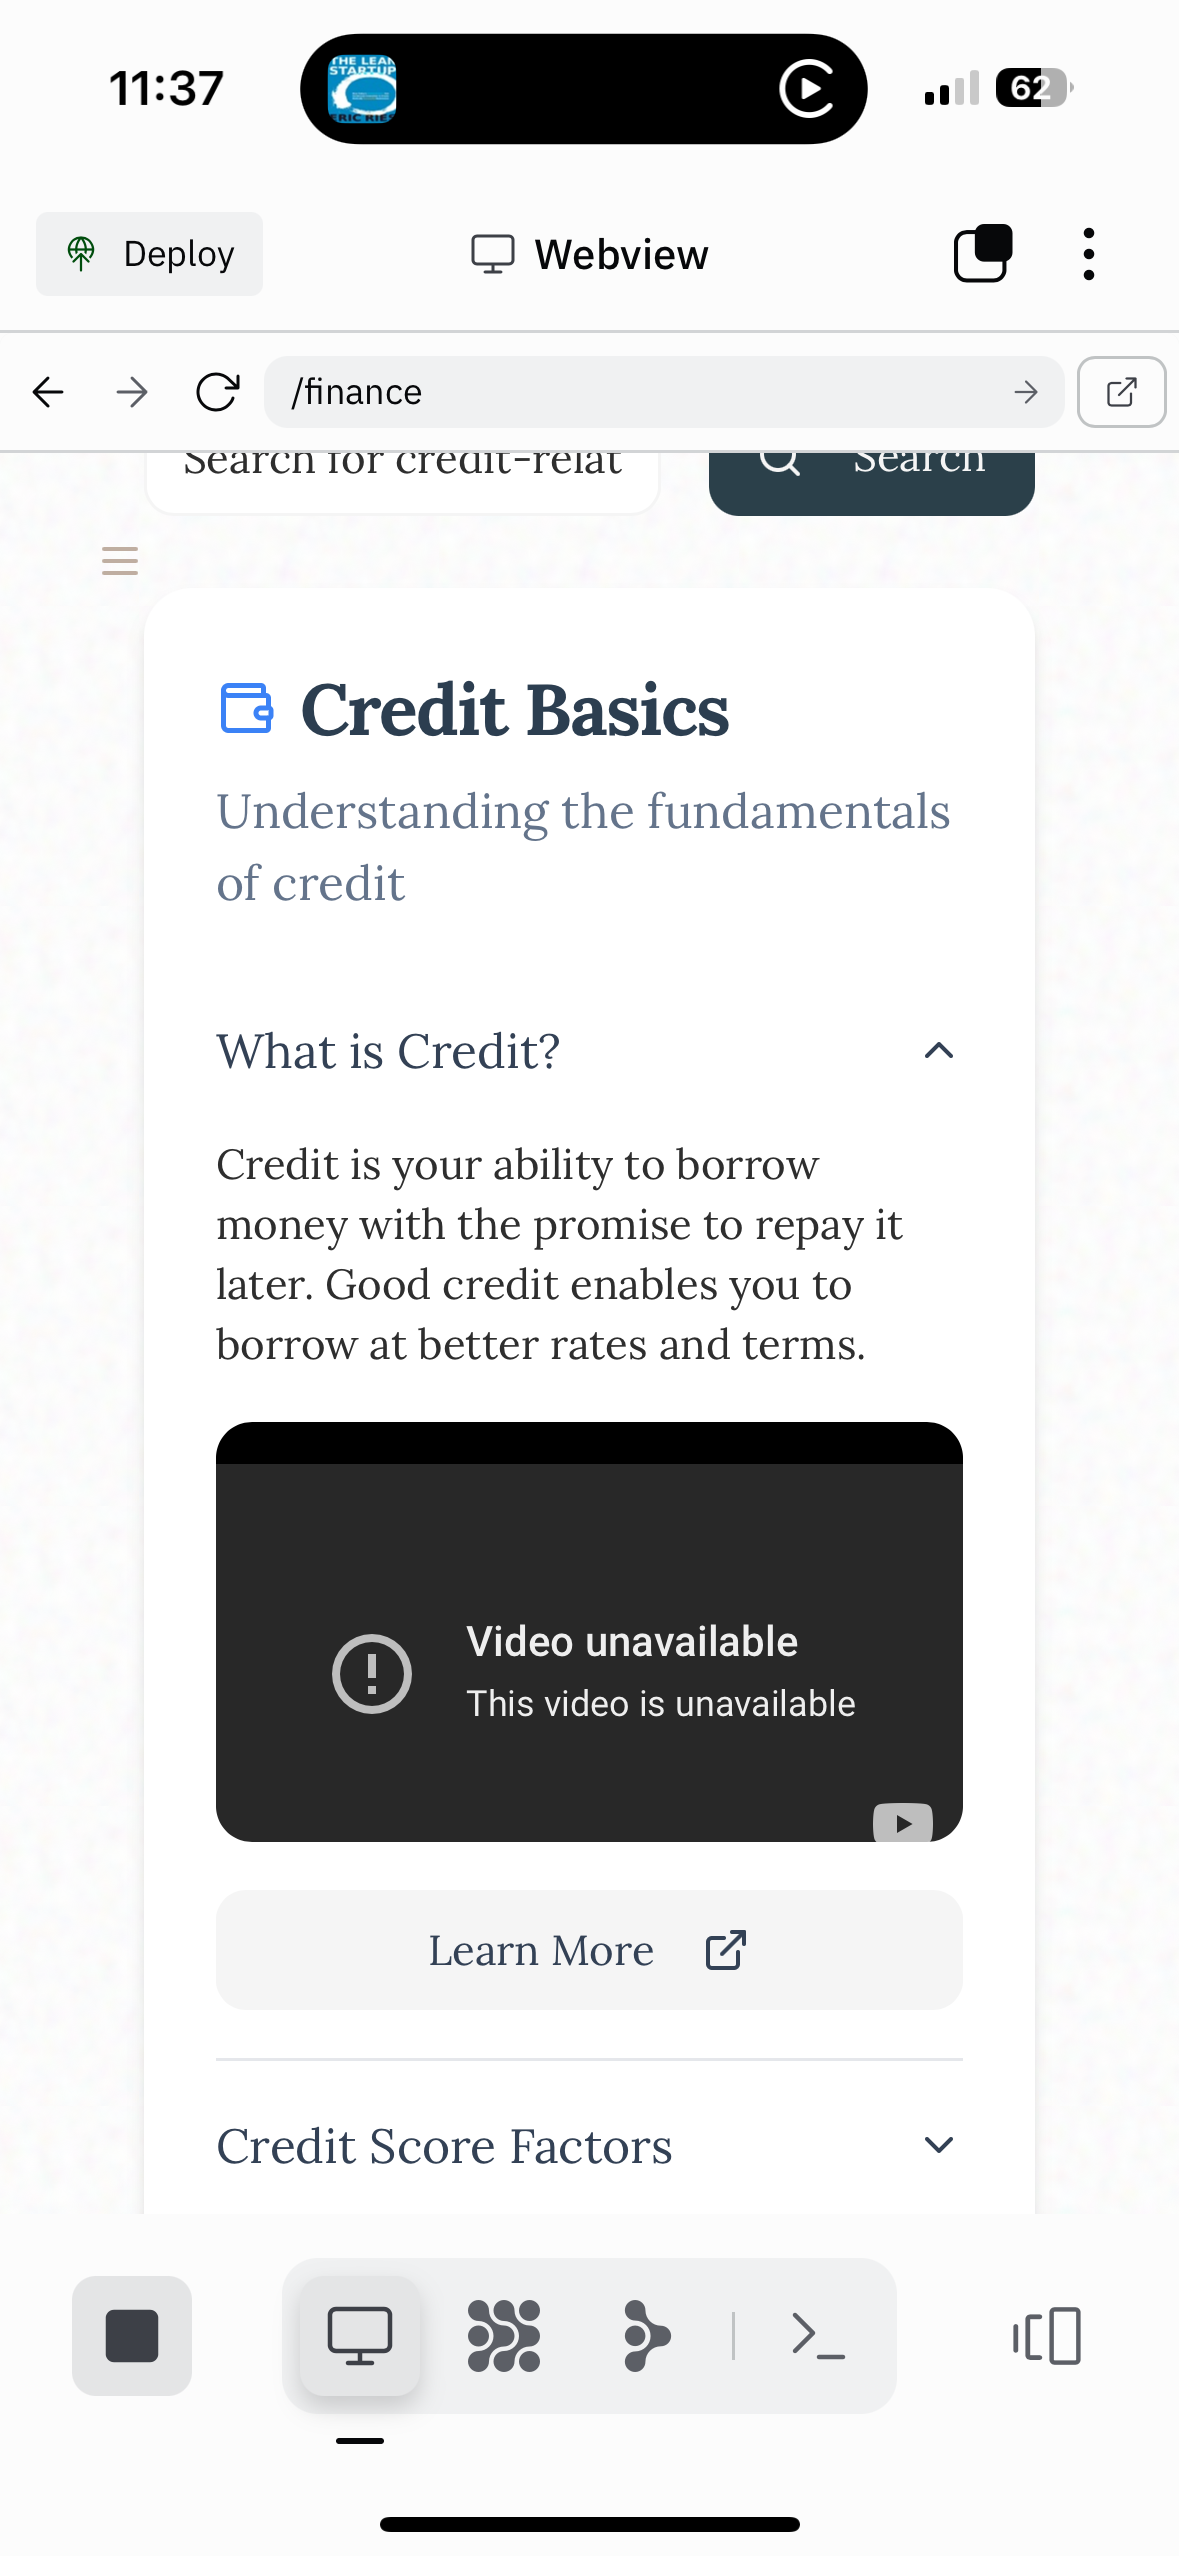 11:37
THE LEAN
STARTUP
ERIC RIES
62
Deploy
Webview
/finance
Search for credit-relat
Search
Credit Basics
Understanding the fundamentals
of credit
What is Credit?
Credit is your ability to borrow
money with the promise to repay it
later. Good credit enables you to
borrow at better rates and terms.
Video unavailable
This video is unavailable
Learn More
Credit Score Factors